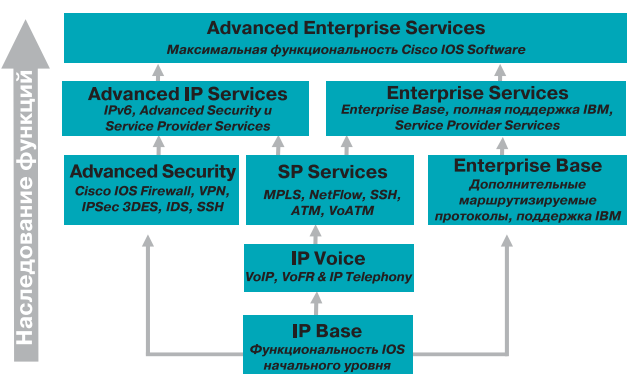 Advanced Enterprise Services
Максимальная функциональность Cisco IOS Software
Наследование функций
Advanced IP Services
IPv6, Advanced Security и
Service Provider Services
Enterprise Services
Enterprise Base, полная поддержка IBM,
Service Provider Services
Advanced Security
Cisco IOS Firewall, VPN,
IPSec 3DES, IDS, SSH
SP Services
MPLS, NetFlow, SSH,
ATM, VoATM
Enterprise Base
Дополнительные
маршрутизируемые
протоколы, поддержка IBM
IP Voice
VoIP, VoFR & IP Telephony
IP Base
Функциональность IOS
начального уровня